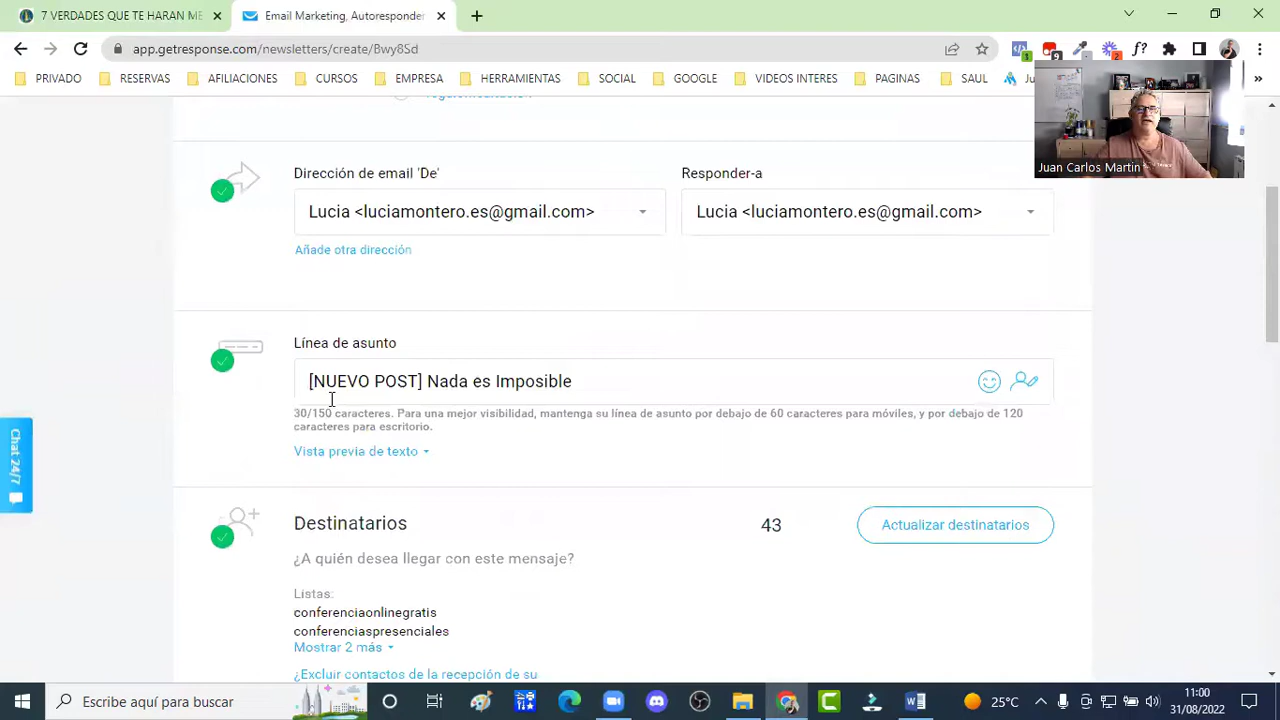 7 VERDADES QUE TE HARAN ME
Email Marketing, Autoresponder
app.getresponse.com/newsletters/create/Bwy8Sd
PRIVADO
RESERVAS
AFILIACIONES
CURSOS
EMPRESA
HERRAMIENTAS
SOCIAL
GOOGLE
VIDEOS INTERES
PAGINAS
SAUL
Juan Carlos Martin
Dirección de email 'De'
Responder-a
Lucia <luciamontero.es@gmail.com>
Lucia <luciamontero.es@gmail.com>
Añade otra dirección
Línea de asunto
[NUEVO POST] Nada es Imposible
30/150 caracteres. Para una mejor visibilidad, mantenga su línea de asunto por debajo de 60 caracteres para móviles, y por debajo de 120
caracteres para escritorio.
Vista previa de texto
Chat 24/7
Destinatarios
43
Actualizar destinatarios
¿A quién desea llegar con este mensaje?
Listas:
conferenciaonlinegratis
conferenciaspresenciales
Mostrar 2 más
¿Excluir contactos de la recepción de su
Escribe aquí para buscar
25°C
11:00
31/08/2022